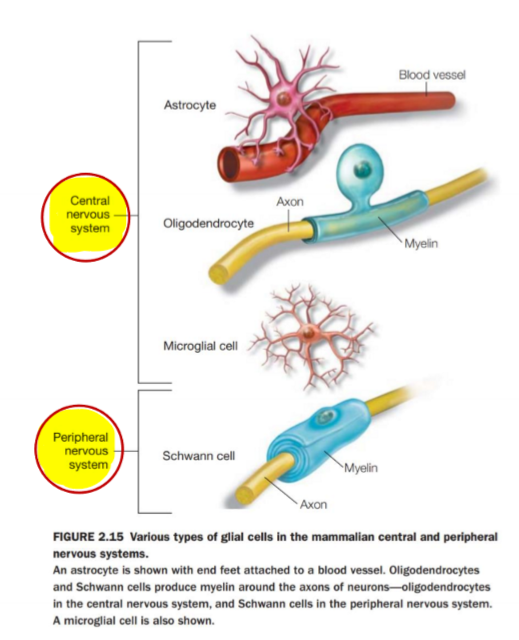 Blood vessel
Astrocyte
Central
nervous
system
Axon
Oligodendrocyte
Myelin
Microglial cell
Peripheral
nervous
system
Schwann cell
Myelin
Axon
FIGURE 2.15 Various types of glial cells in the mammalian central and peripheral
nervous systems.
An astrocyte is shown with end feet attached to a blood vessel. Oligodendrocytes
and Schwann cells produce myelin around the axons of neurons—oligodendrocytes
in the central nervous system, and Schwann cells in the peripheral nervous system.
A microglial cell is also shown.